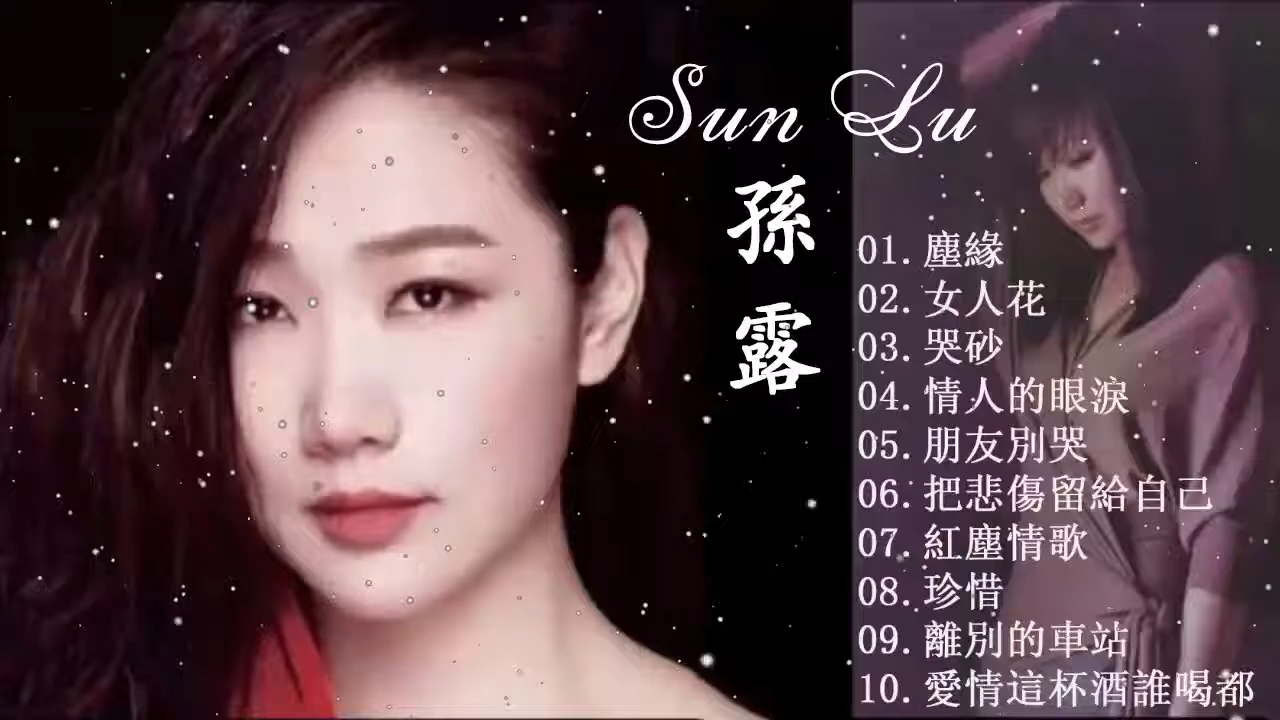 Sun Lu
孫
露
01. 塵緣
02. 女人花
03. 哭砂
04. 情人的眼淚
05. 朋友別哭
06. 把悲傷留給自己
07. 紅塵情歌
08. 珍惜
09. 離別的車站
10. 愛情這杯酒誰喝都